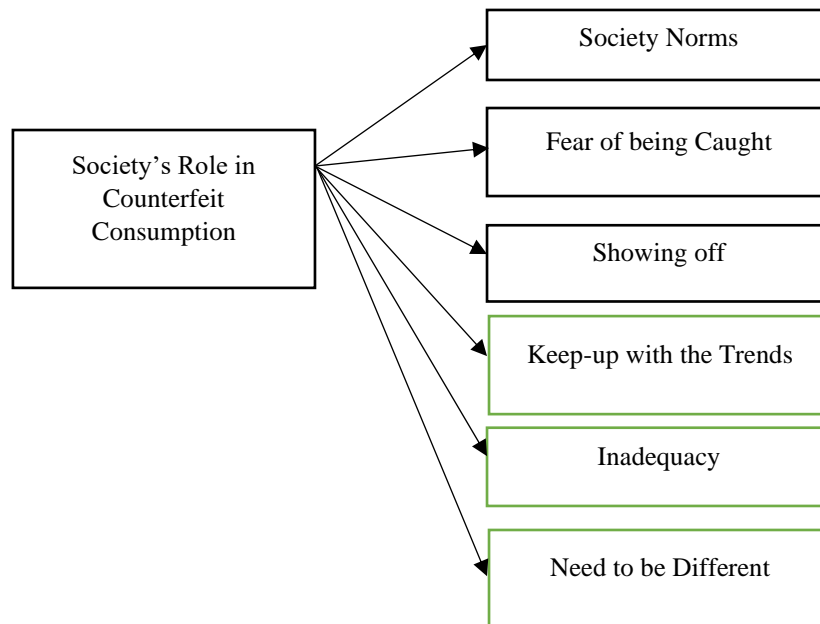 Society Norms
Fear of being Caught
Society’s Role in
Counterfeit
Consumption
Showing off
Keep-up with the Trends
Inadequacy
Need to be Different